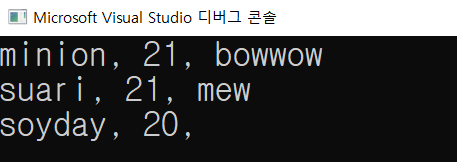 Microsoft Visual Studio 디버그 콘솔
minion, 21, bowwow
suari, 21, mew
soyday, 20,